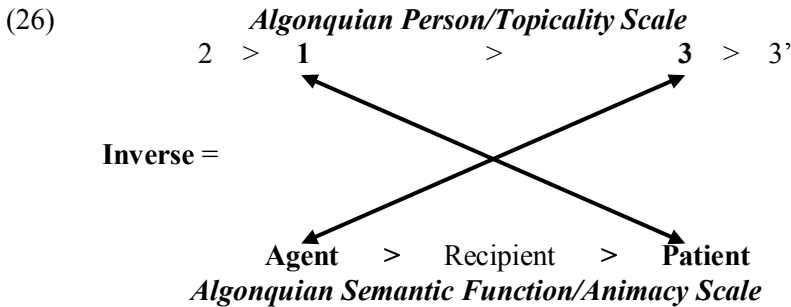 (26) Algonquian Person/Topicality Scale
2 > 1 > 3 > 3’
Inverse =
Agent > Recipient > Patient
Algonquian Semantic Function/Animacy Scale